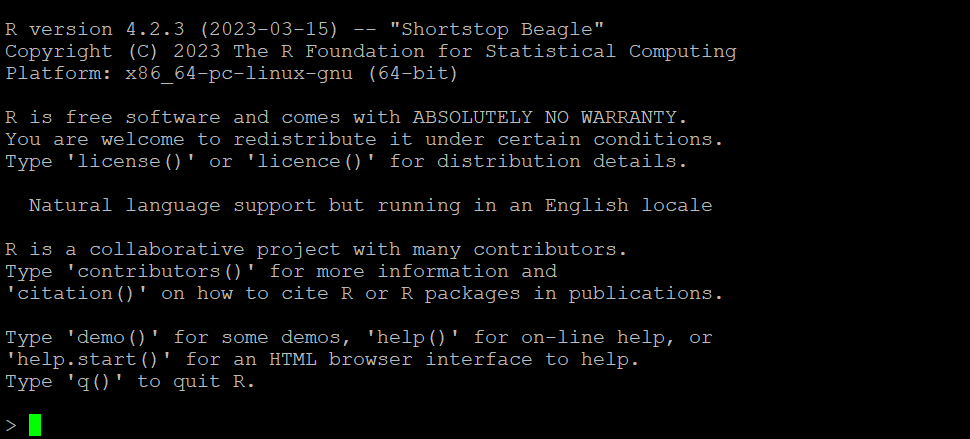 R version 4.2.3 (2023-03-15) -- "Shortstop Beagle"
Copyright (C) 2023 The R Foundation for Statistical Computing
Platform: x86_64-pc-linux-gnu (64-bit)
R is free software and comes with ABSOLUTELY NO WARRANTY.
You are welcome to redistribute it under certain conditions.
Type 'license()' or 'licence()' for distribution details.
Natural language support but running in an English locale
R is a collaborative project with many contributors.
Type 'contributors()' for more information and
'citation()' on how to cite R or R packages in publications.
Type 'demo()' for some demos, 'help()' for on-line help, or
'help.start()' for an HTML browser interface to help.
Type 'q()' to quit R.
>